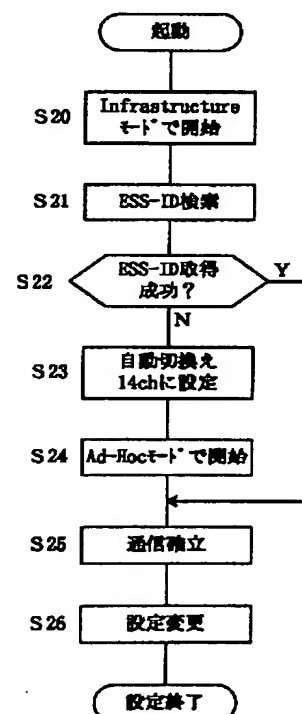 起動
S20
Infrastructure
ﾓｰﾄﾞで開始
S21
ESS-ID検索
S22
ESS-ID取得
成功？
Y
N
S23
自動切換え
14chに設定
S24
Ad-Hocﾓｰﾄﾞで開始
S25
通信確立
S26
設定変更
設定終了